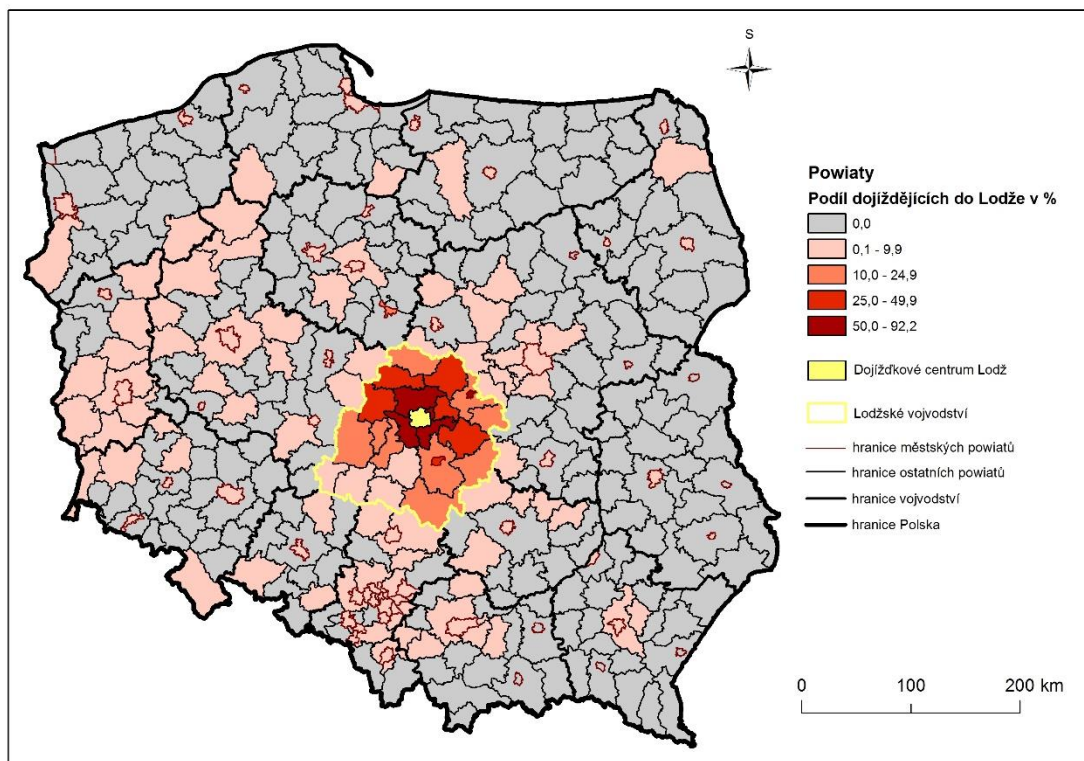 S
Powiaty
Podíl dojíždějících do Lodže v %
0,0
0,1 - 9,9
10,0 - 24,9
25,0 - 49,9
50,0 - 92,2
Dojížďkové centrum Lodž
Lodžské vojvodství
hranice městských powiatů
hranice ostatních powiatů
hranice vojvodství
hranice Polska
0 100 200 km